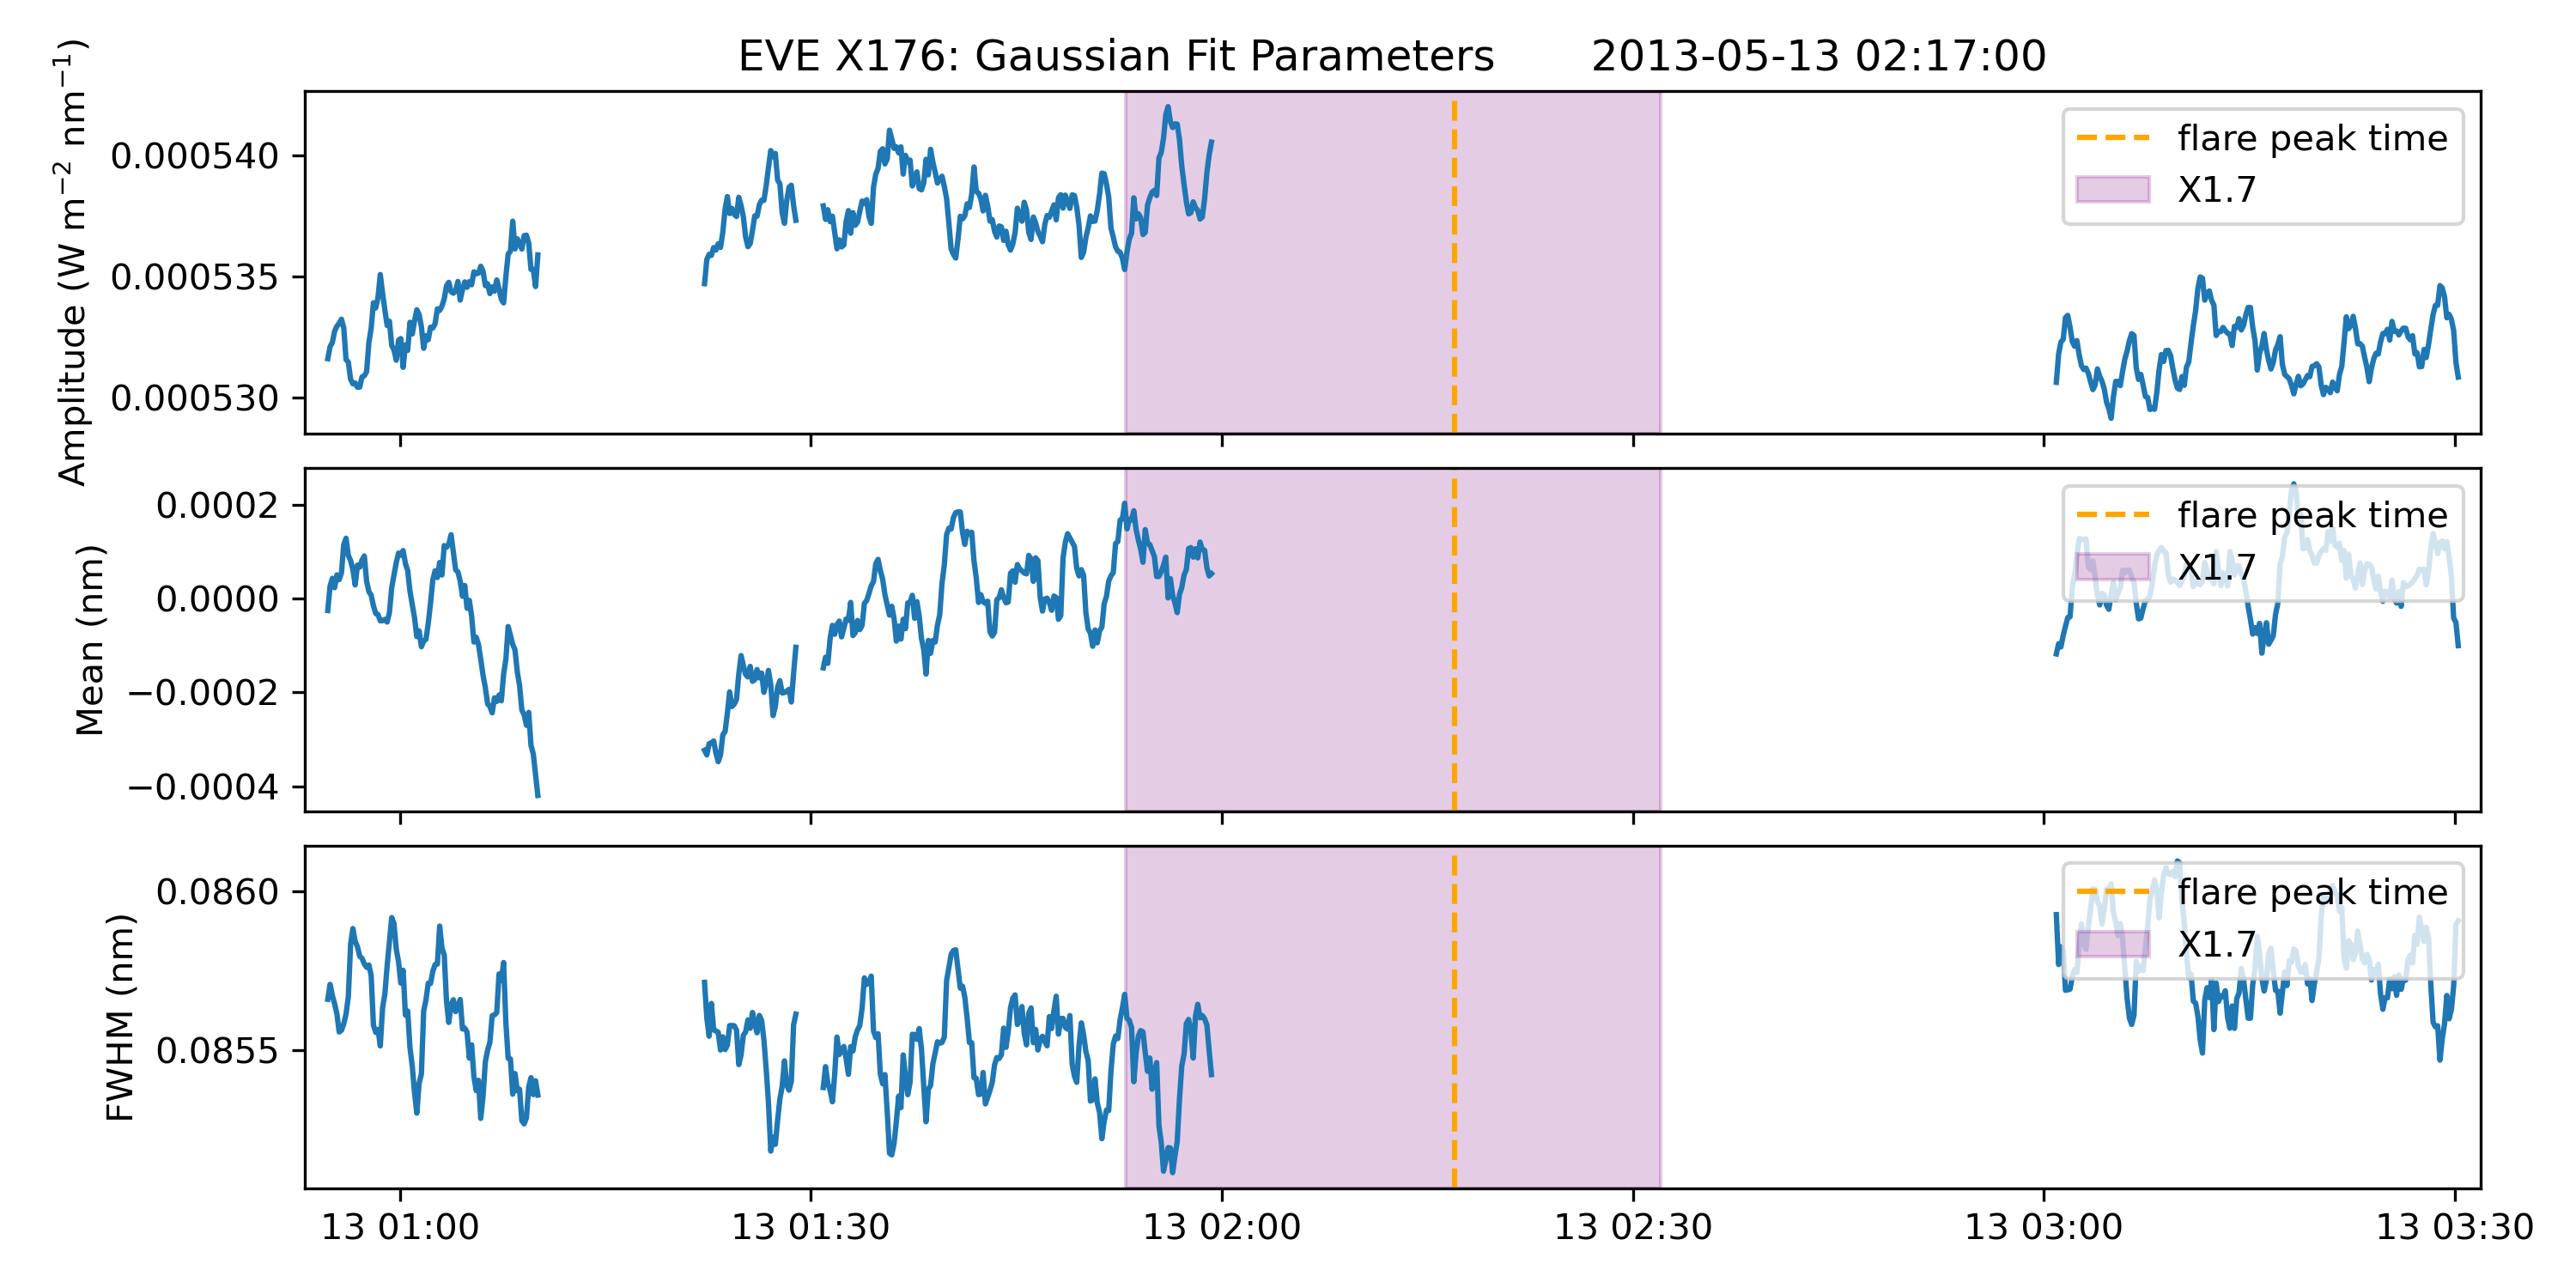 EVE X176: Gaussian Fit Parameters 2013-05-13 02:17:00
Amplitude (W m⁻² nm⁻¹)
0.000540
0.000535
0.000530
flare peak time
X1.7
Mean (nm)
0.0002
0.0000
−0.0002
−0.0004
flare peak time
X1.7
FWHM (nm)
0.0860
0.0855
flare peak time
X1.7
13 01:00 13 01:30 13 02:00 13 02:30 13 03:00 13 03:30